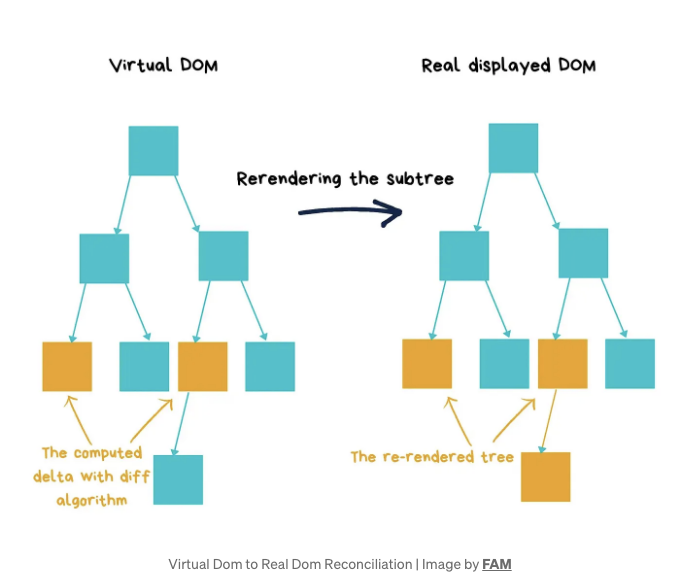 Virtual DOM
Real displayed DOM
Rerendering the subtree
The computed
delta with diff
algorithm
The re-rendered tree
Virtual Dom to Real Dom Reconciliation | Image by FAM